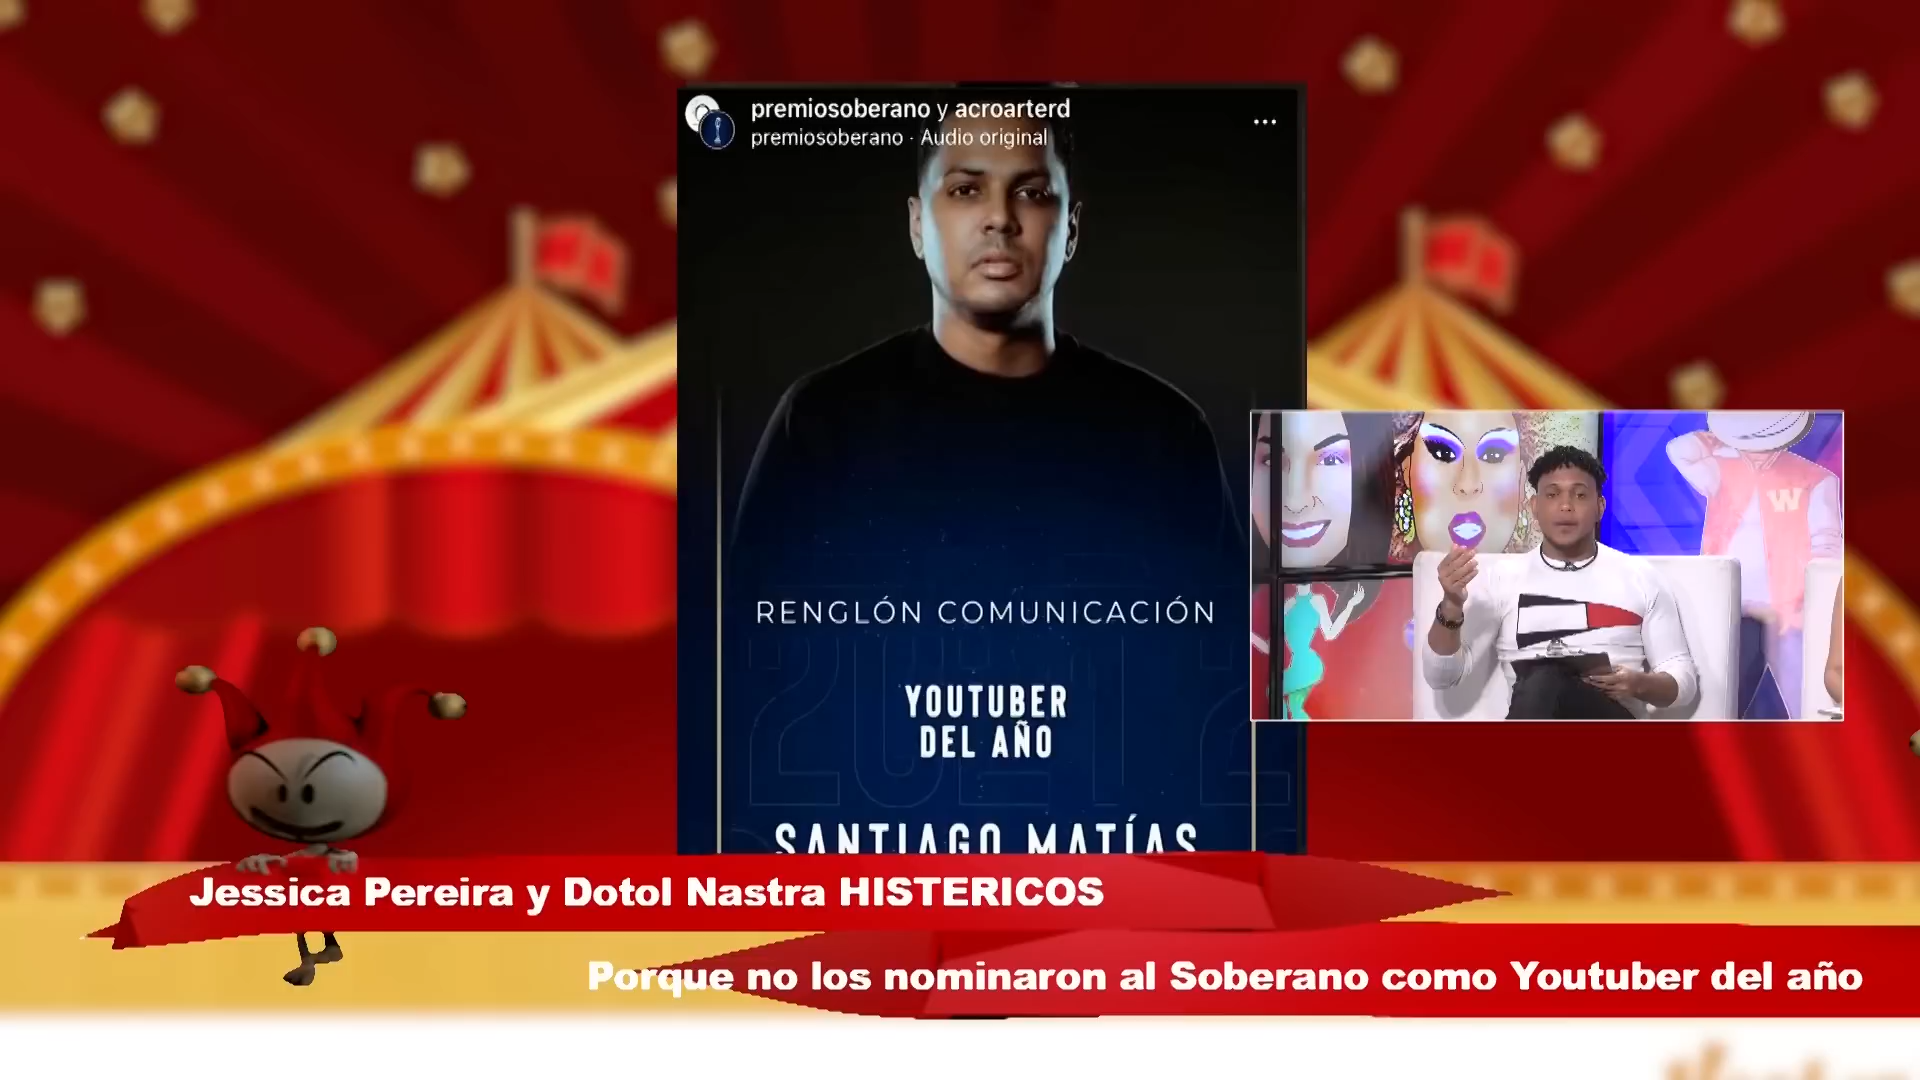 premiosoberano y acroarterd
premiosoberano · Audio original
RENGLÓN COMUNICACIÓN
YOUTUBER
DEL AÑO
SANTIAGO MATÍAS
W
Jessica Pereira y Dotol Nastra HISTERICOS
Porque no los nominaron al Soberano como Youtuber del año